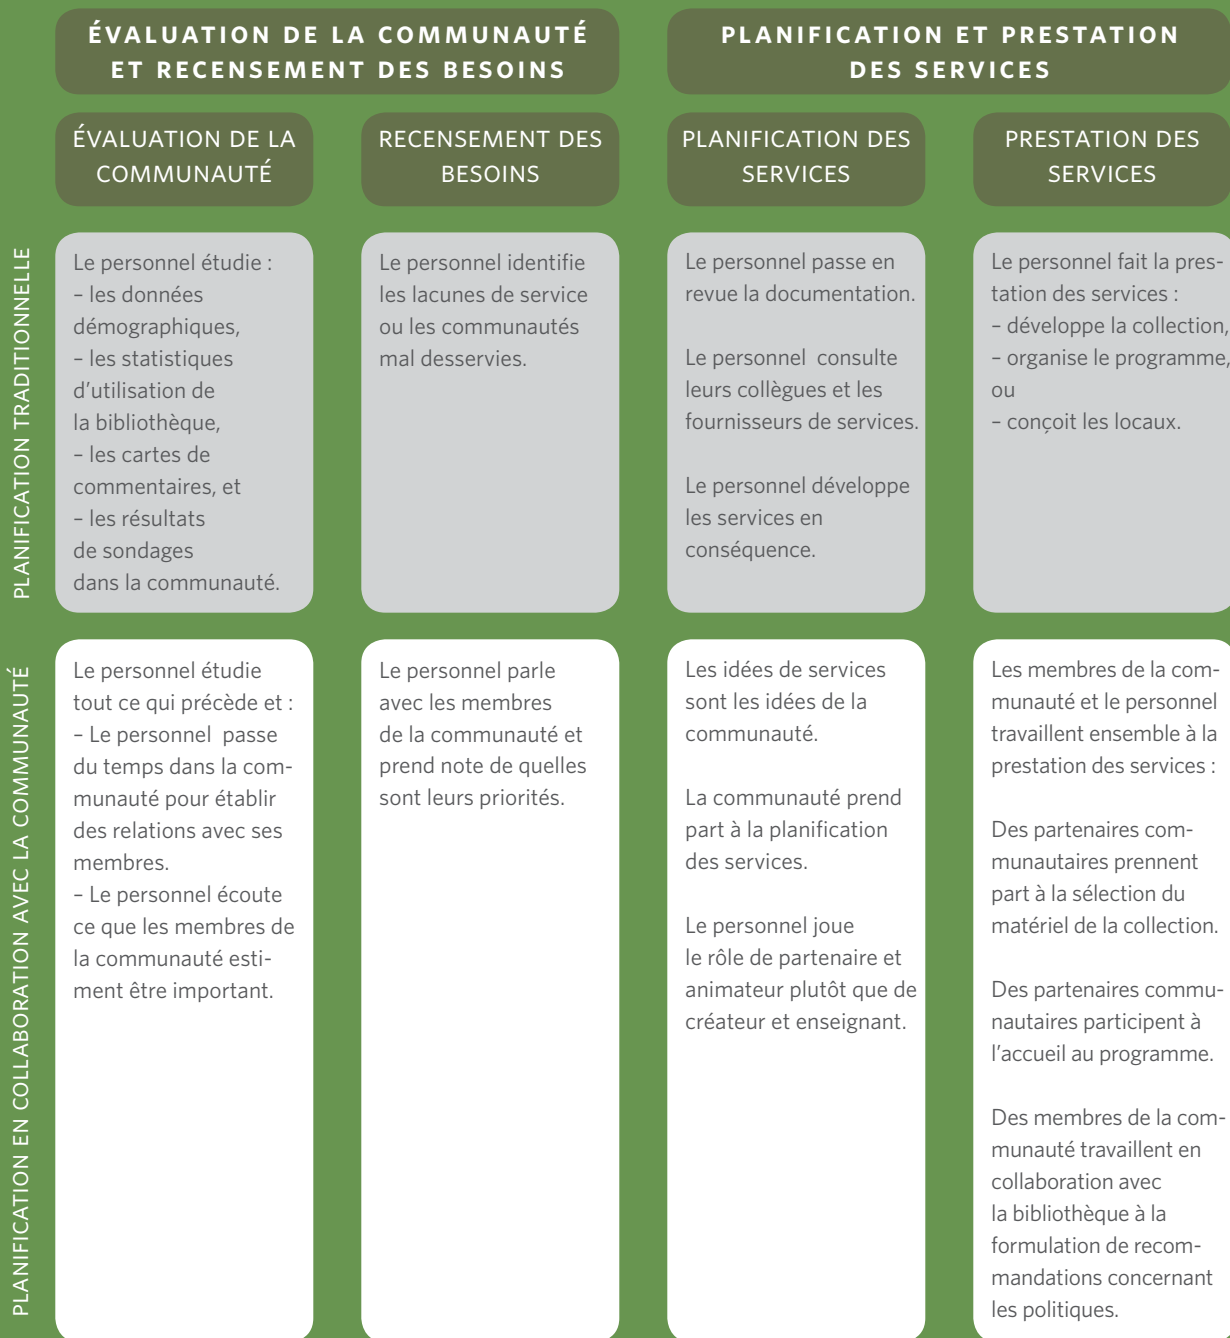 ÉVALUATION DE LA COMMUNAUTÉ
ET RECENSEMENT DES BESOINS
PLANIFICATION ET PRESTATION
DES SERVICES
ÉVALUATION DE LA
COMMUNAUTÉ
RECENSEMENT DES
BESOINS
PLANIFICATION DES
SERVICES
PRESTATION DES
SERVICES
PLANIFICATION TRADITIONNELLE
Le personnel étudie :
– les données
démographiques,
– les statistiques
d’utilisation de
la bibliothèque,
– les cartes de
commentaires, et
– les résultats
de sondages
dans la communauté.
Le personnel identifie
les lacunes de service
ou les communautés
mal desservies.
Le personnel passe en
revue la documentation.
Le personnel consulte
leurs collègues et les
fournisseurs de services.
Le personnel développe
les services en
conséquence.
Le personnel fait la pres-
tation des services :
– développe la collection,
– organise le programme,
ou
– conçoit les locaux.
PLANIFICATION EN COLLABORATION AVEC LA COMMUNAUTÉ
Le personnel étudie
tout ce qui précède et :
– Le personnel passe
du temps dans la com-
munauté pour établir
des relations avec ses
membres.
– Le personnel écoute
ce que les membres de
la communauté esti-
ment être important.
Le personnel parle
avec les membres
de la communauté et
prend note de quelles
sont leurs priorités.
Les idées de services
sont les idées de la
communauté.
La communauté prend
part à la planification
des services.
Le personnel joue
le rôle de partenaire et
animateur plutôt que de
créateur et enseignant.
Les membres de la com-
munauté et le personnel
travaillent ensemble à la
prestation des services :
Des partenaires com-
munautaires prennent
part à la sélection du
matériel de la collection.
Des partenaires commu-
nautaires participent à
l’accueil au programme.
Des membres de la com-
munauté travaillent en
collaboration avec
la bibliothèque à la
formulation de recom-
mandations concernant
les politiques.